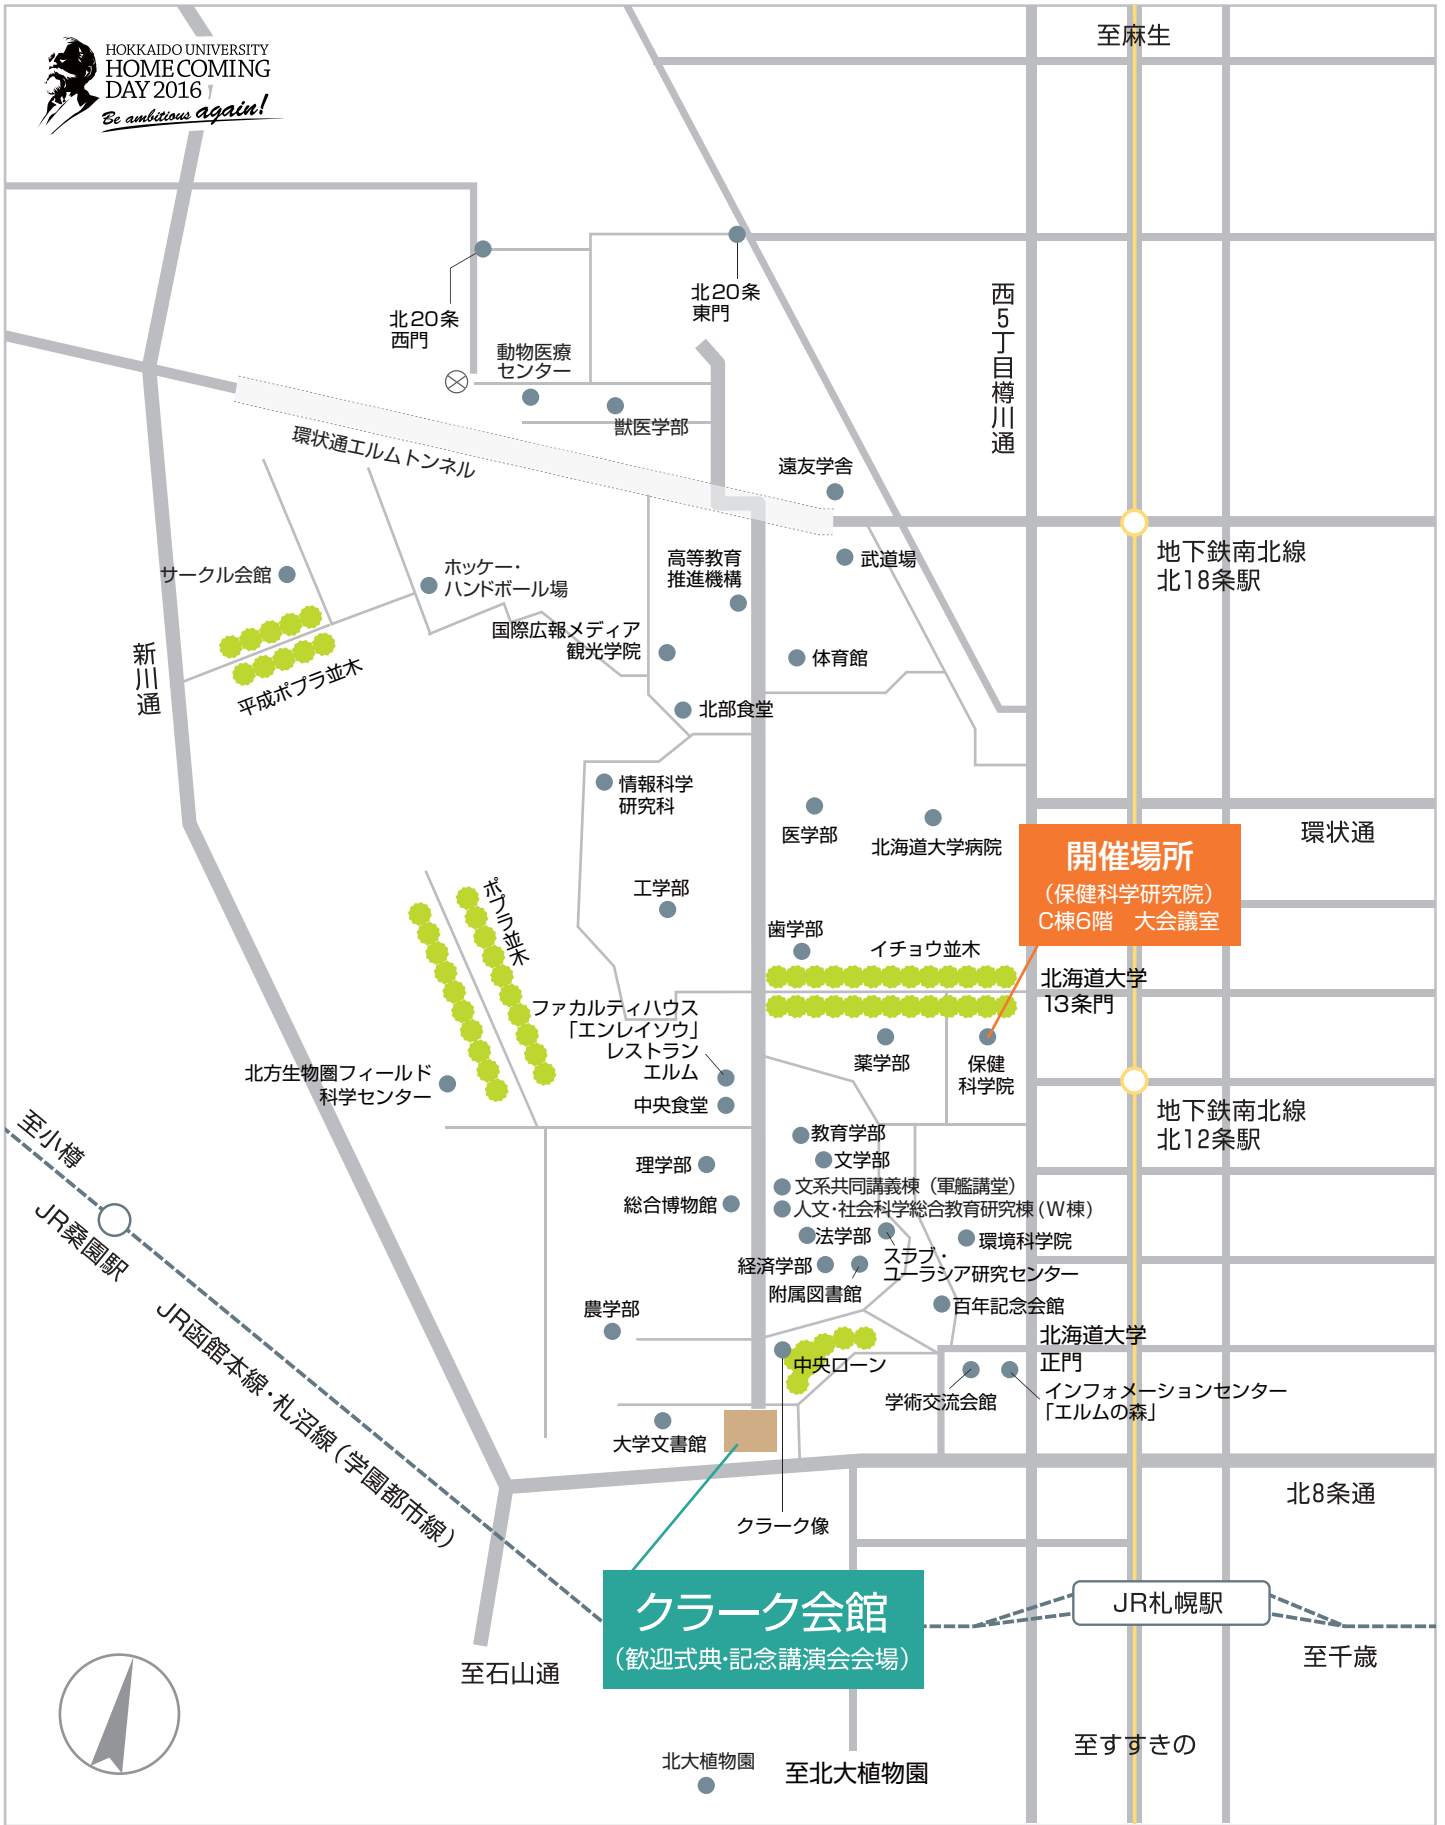 HOKKAIDO UNIVERSITY
HOME COMING
DAY 2016
Be ambitious again!
至麻生
北20条
西門
北20条
東門
西5丁目樽川通
動物医療
センター
獣医学部
環状通エルムトンネル
遠友学舎
地下鉄南北線
北18条駅
武道場
高等教育
推進機構
サークル会館
ホッケー・
ハンドボール場
国際広報メディア
観光学院
体育館
新川通
平成ポプラ並木
北部食堂
情報科学
研究科
医学部
北海道大学病院
環状通
開催場所
（保健科学研究院）
C棟6階　大会議室
工学部
ポプラ並木
歯学部
イチョウ並木
北海道大学
13条門
ファカルティハウス
「エンレイソウ」
レストラン
エルム
薬学部
保健
科学院
北方生物圏フィールド
科学センター
中央食堂
地下鉄南北線
北12条駅
至小樽
教育学部
文学部
理学部
文系共同講義棟（軍艦講堂）
総合博物館
人文・社会科学総合教育研究棟(W棟)
JR桑園駅
法学部
環境科学院
スラブ・
ユーラシア研究センター
経済学部
附属図書館
農学部
百年記念会館
JR函館本線・札沼線（学園都市線）
北海道大学
正門
中央ローン
学術交流会館
インフォメーションセンター
「エルムの森」
大学文書館
北8条通
クラーク像
クラーク会館
（歓迎式典・記念講演会会場）
JR札幌駅
至石山通
至千歳
至すすきの
北大植物園
至北大植物園